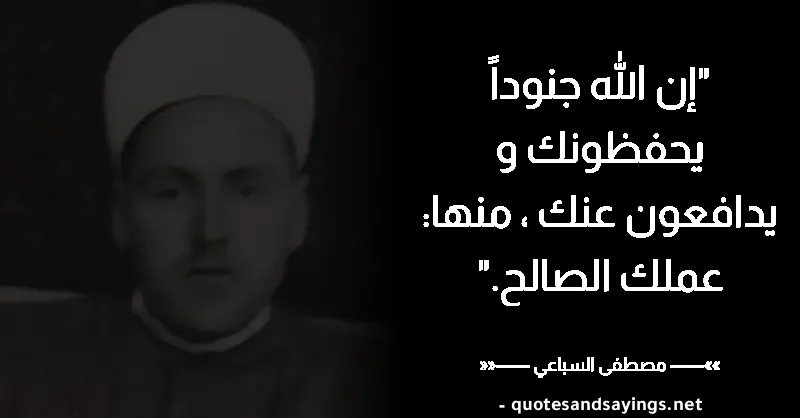 "إن الله جنوداً
يحفظونك و
يدافعون عنك ، منها:
عملك الصالح."
»»—— مصطفى السباعي ——««
- quotesandsayings.net